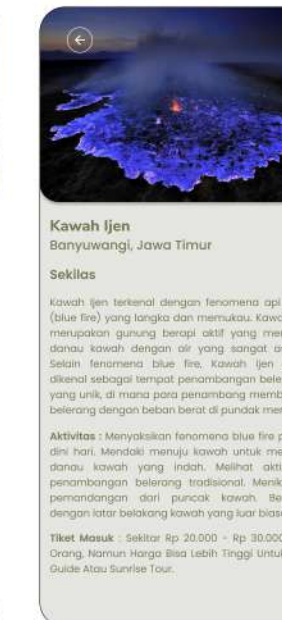 Kawah Ijen
Banyuwangi, Jawa Timur
Sekilas
Kawah Ijen terkenal dengan fenomena api
(blue fire) yang langka dan memukau. Kawa
merupakan gunung berapi aktif yang me
danau kawah dengan air yang sangat a
Selain fenomena blue fire, Kawah Ijen
dikenal sebagai tempat penambangan bele
yang unik, di mana para penambang memb
belerang dengan beban berat di pundak me
Aktivitas : Menyaksikan fenomena blue fire p
dini hari. Mendaki menuju kawah untuk me
danau kawah yang indah. Melihat akti
penambangan belerang tradisional. Menik
pemandangan dari puncak kawah. Be
dengan latar belakang kawah yang luar bias
Tiket Masuk : Sekitar Rp 20.000 - Rp 30.000
Orang, Namun Harga Bisa Lebih Tinggi Untu
Guide Atau Sunrise Tour.